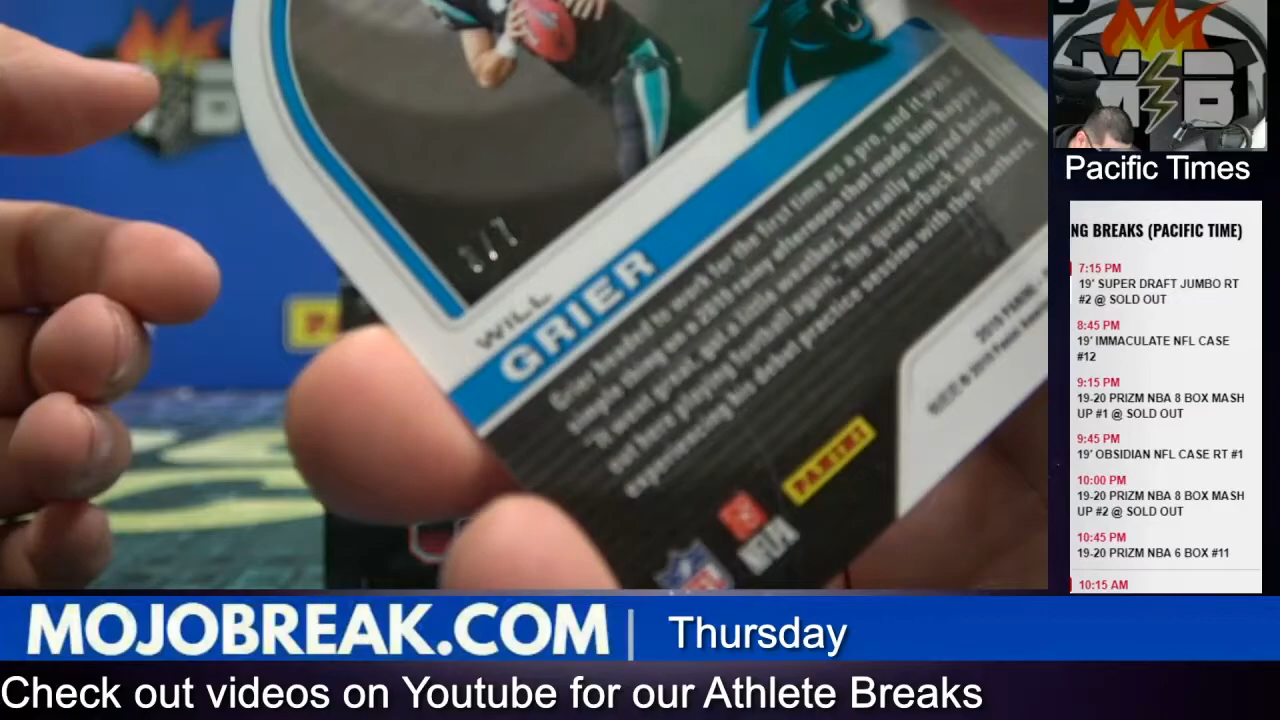 WILL
GRIER
Grier headed to work for the first time as a pro, and it was a
simple thing on a 2019 rainy afternoon that made him happy.
"It went great, got a little weather, but really enjoyed being
out here playing football again," the quarterback said after
experiencing his debut practice session with the Panthers.
PANINI
NFLPA
NFL
Pacific Times
NG BREAKS (PACIFIC TIME)
7:15 PM
19' SUPER DRAFT JUMBO RT
#2 @ SOLD OUT
8:45 PM
19' IMMACULATE NFL CASE
#12
9:15 PM
19-20 PRIZM NBA 8 BOX MASH
UP #1 @ SOLD OUT
9:45 PM
19' OBSIDIAN NFL CASE RT #1
10:00 PM
19-20 PRIZM NBA 8 BOX MASH
UP #2 @ SOLD OUT
10:45 PM
19-20 PRIZM NBA 6 BOX #11
10:15 AM
MOJOBREAK.COM | Thursday
Check out videos on Youtube for our Athlete Breaks